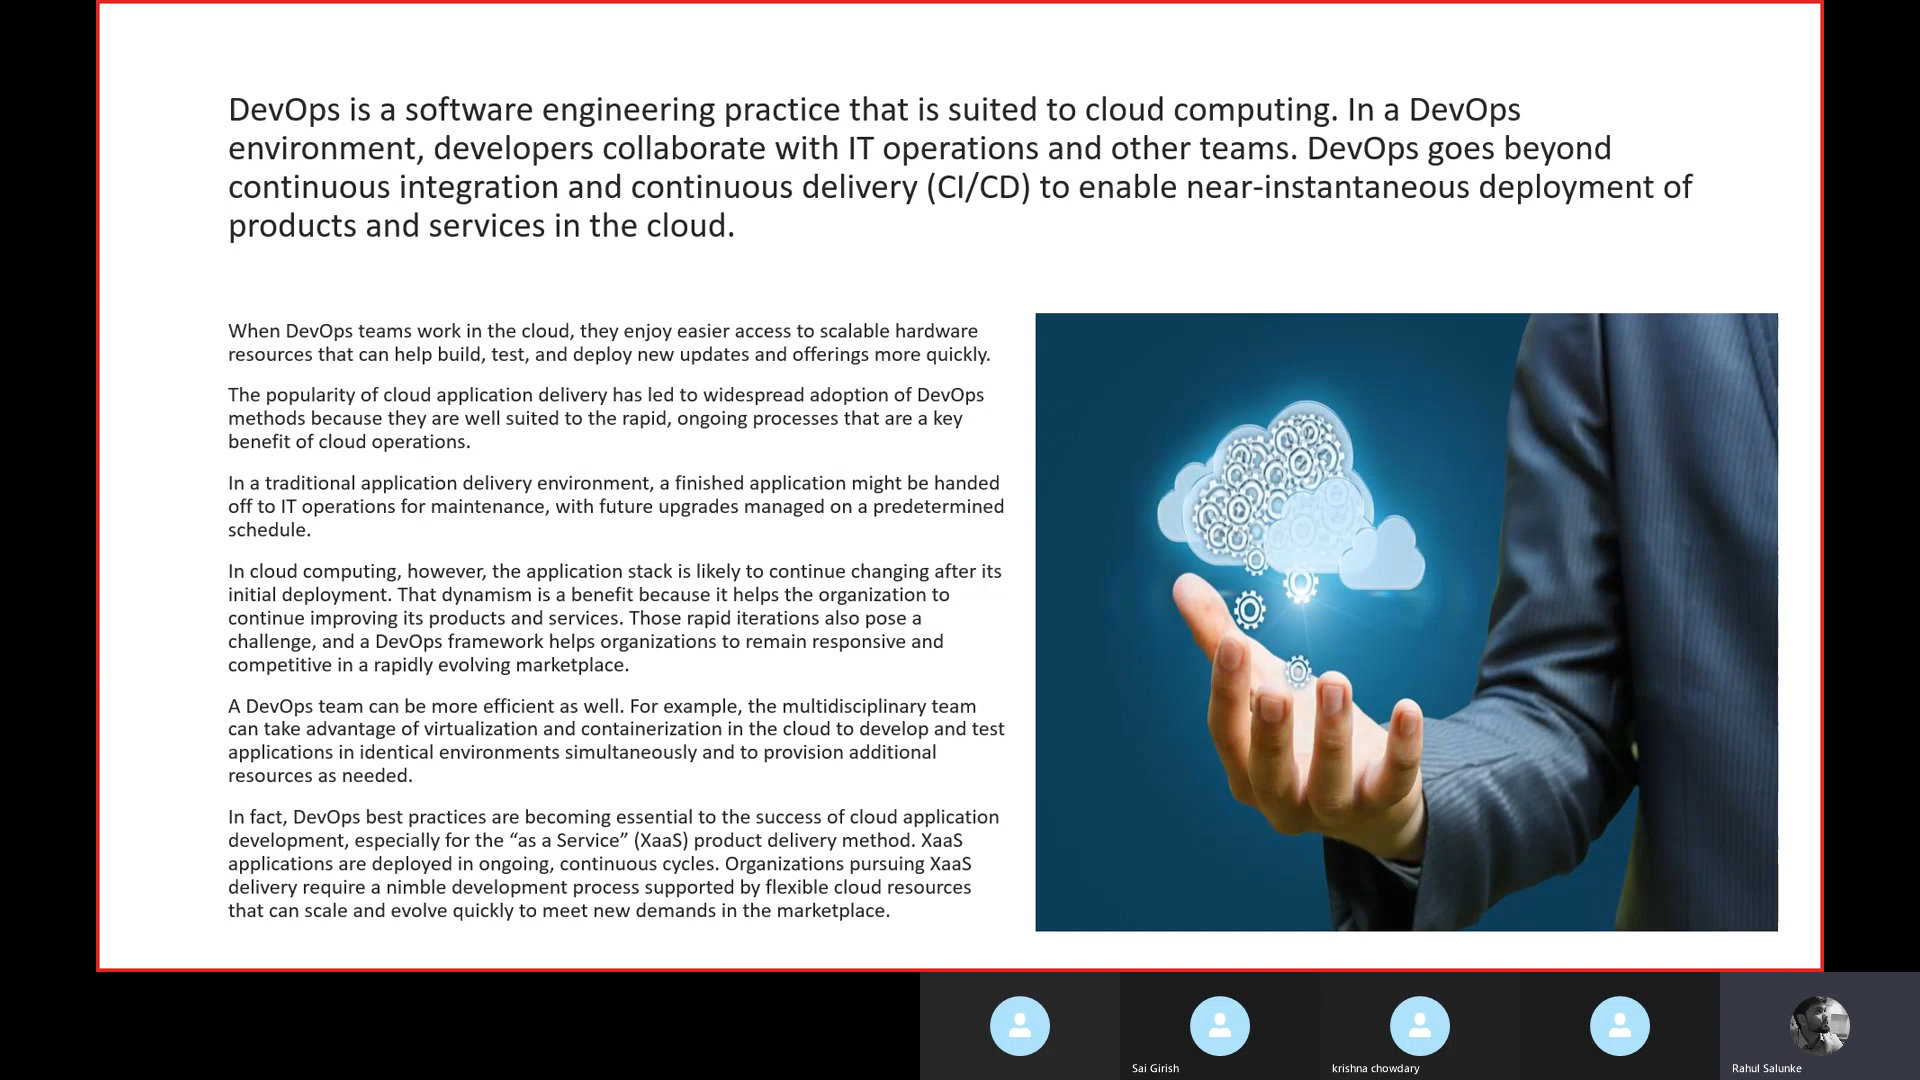 DevOps is a software engineering practice that is suited to cloud computing. In a DevOps
environment, developers collaborate with IT operations and other teams. DevOps goes beyond
continuous integration and continuous delivery (CI/CD) to enable near-instantaneous deployment of
products and services in the cloud.
When DevOps teams work in the cloud, they enjoy easier access to scalable hardware
resources that can help build, test, and deploy new updates and offerings more quickly.
The popularity of cloud application delivery has led to widespread adoption of DevOps
methods because they are well suited to the rapid, ongoing processes that are a key
benefit of cloud operations.
In a traditional application delivery environment, a finished application might be handed
off to IT operations for maintenance, with future upgrades managed on a predetermined
schedule.
In cloud computing, however, the application stack is likely to continue changing after its
initial deployment. That dynamism is a benefit because it helps the organization to
continue improving its products and services. Those rapid iterations also pose a
challenge, and a DevOps framework helps organizations to remain responsive and
competitive in a rapidly evolving marketplace.
A DevOps team can be more efficient as well. For example, the multidisciplinary team
can take advantage of virtualization and containerization in the cloud to develop and test
applications in identical environments simultaneously and to provision additional
resources as needed.
In fact, DevOps best practices are becoming essential to the success of cloud application
development, especially for the “as a Service” (XaaS) product delivery method. XaaS
applications are deployed in ongoing, continuous cycles. Organizations pursuing XaaS
delivery require a nimble development process supported by flexible cloud resources
that can scale and evolve quickly to meet new demands in the marketplace.
Sai Girish
krishna chowdary
Rahul Salunke